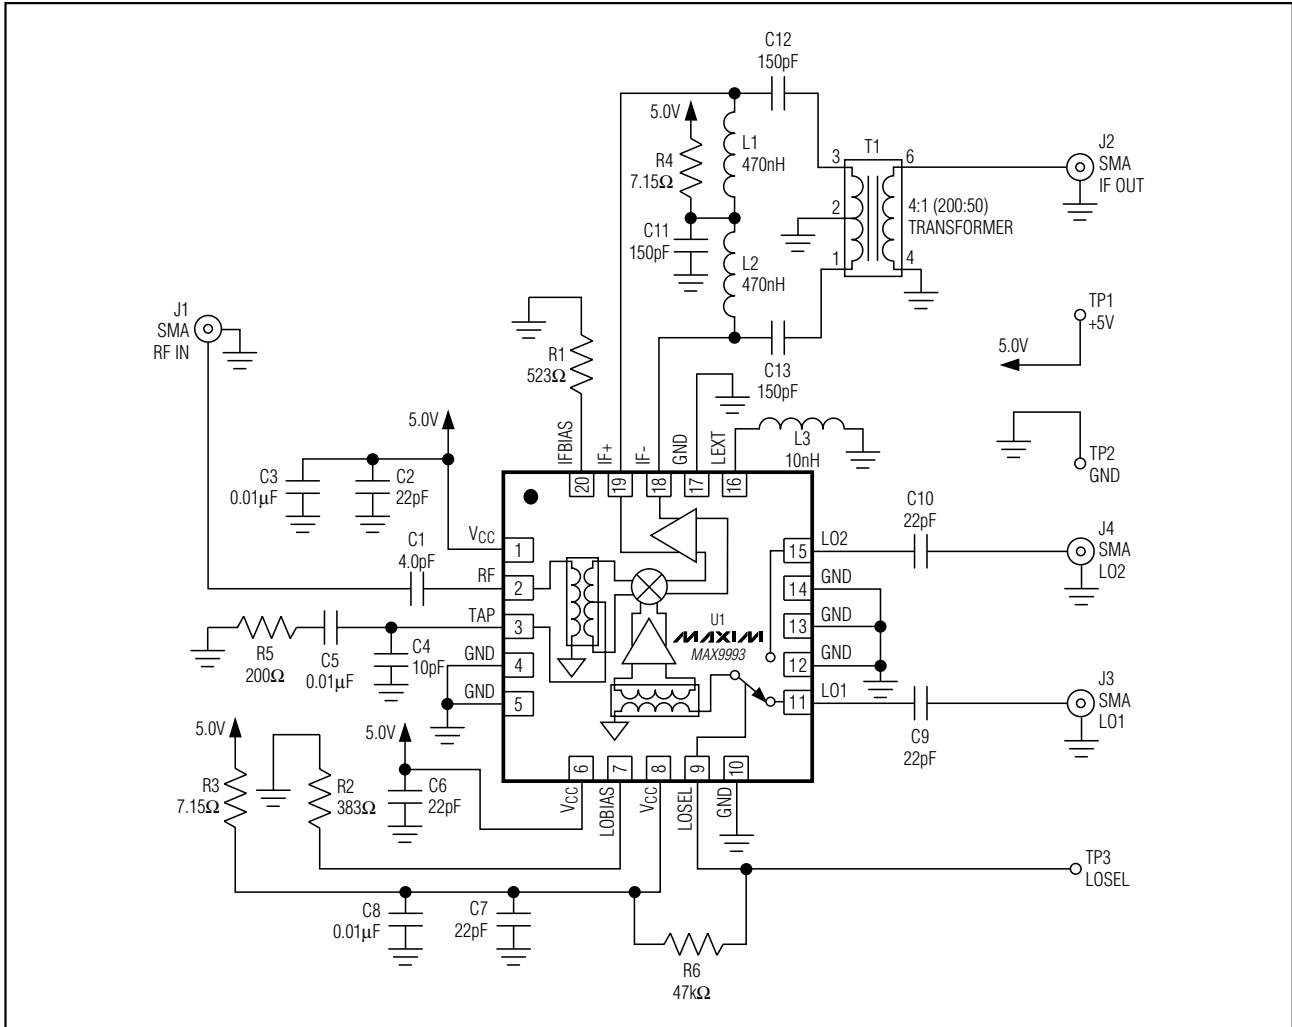 C12
150pF
5.0V
R4
7.15Ω
L1
470nH
C11
150pF
L2
470nH
T1
3
6
2
1
4
4:1 (200:50)
TRANSFORMER
J2
SMA
IF OUT
J1
SMA
RF IN
R1
523Ω
C13
150pF
TP1
+5V
5.0V
TP2
GND
5.0V
C3
0.01μF
C2
22pF
IFBIAS
IF+
IF-
GND
LEXT
L3
10nH
20
19
18
17
16
C1
4.0pF
VCC
1
RF
2
TAP
3
GND
4
GND
5
R5
200Ω
C5
0.01μF
C4
10pF
U1
MAXIM
MAX9993
15
LO2
14
GND
13
GND
12
GND
11
LO1
C10
22pF
J4
SMA
LO2
C9
22pF
J3
SMA
LO1
5.0V
R3
7.15Ω
R2
383Ω
5.0V
C6
22pF
6
7
8
9
10
VCC
LOBIAS
VCC
LOSEL
GND
TP3
LOSEL
C8
0.01μF
C7
22pF
R6
47kΩ